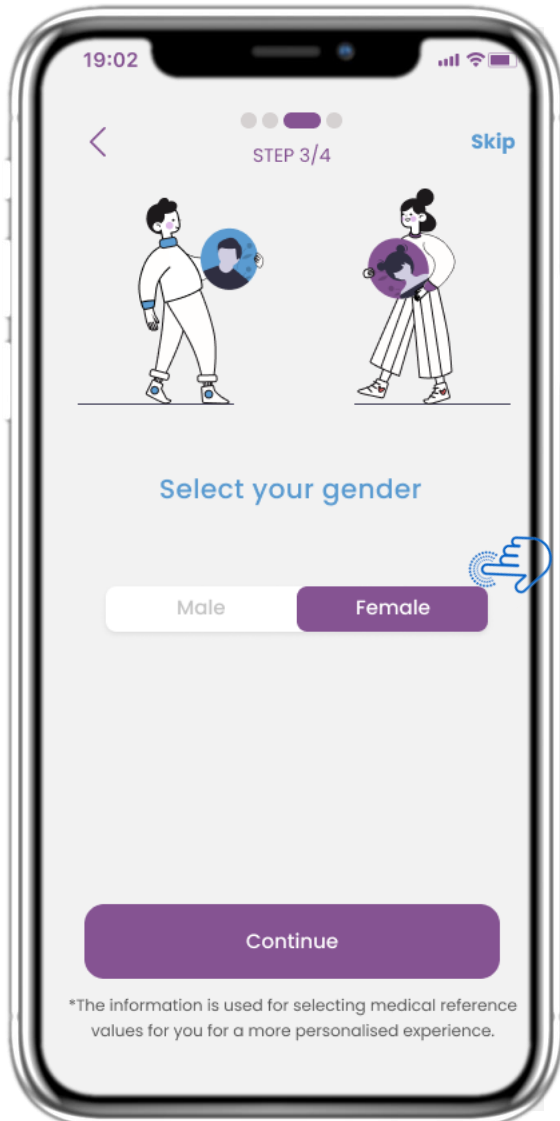 19:02
STEP 3/4
Skip
Select your gender
Male
Female
Continue
*The information is used for selecting medical reference
values for you for a more personalised experience.